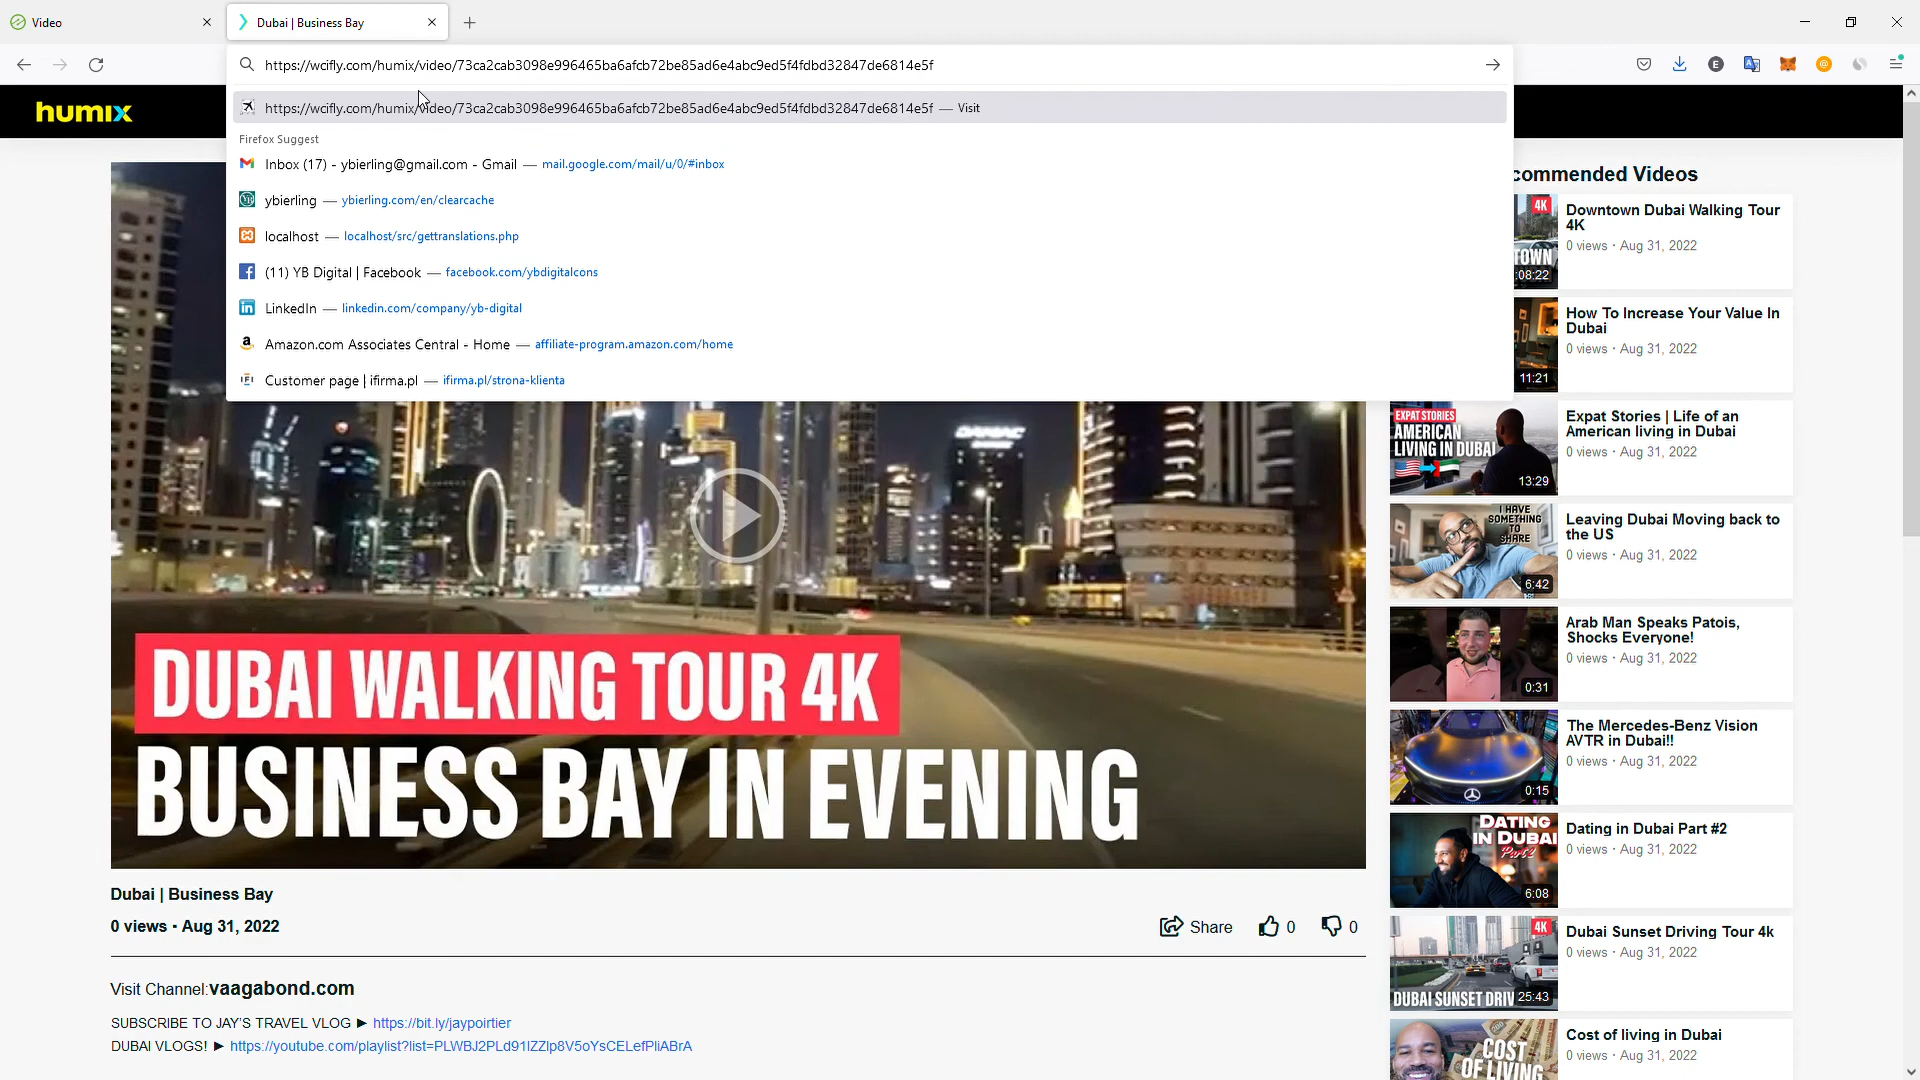 Video
Dubai | Business Bay
https://wcifly.com/humix/video/73ca2cab3098e996465ba6afcb72be85ad6e4abc9ed5f4fdbd32847de6814e5f
https://wcifly.com/humix/video/73ca2cab3098e996465ba6afcb72be85ad6e4abc9ed5f4fdbd32847de6814e5f — Visit
Firefox Suggest
Inbox (17) - ybierling@gmail.com - Gmail — mail.google.com/mail/u/0/#inbox
ybierling — ybierling.com/en/clearcache
localhost — localhost/src/gettranslations.php
(11) YB Digital | Facebook — facebook.com/ybdigitalcons
LinkedIn — linkedin.com/company/yb-digital
Amazon.com Associates Central - Home — affiliate-program.amazon.com/home
Customer page | ifirma.pl — ifirma.pl/strona-klienta
humix
DAMAC
DUBAI WALKING TOUR 4K
BUSINESS BAY IN EVENING
Dubai | Business Bay
0 views · Aug 31, 2022
Share
0
0
Visit Channel:vaagabond.com
SUBSCRIBE TO JAY'S TRAVEL VLOG ► https://bit.ly/jaypoirtier
DUBAI VLOGS! ► https://youtube.com/playlist?list=PLWBJ2PLd91lZZlp8V5oYsCELefPliABrA
commended Videos
4K
TOWN
:08:22
Downtown Dubai Walking Tour
4K
0 views · Aug 31, 2022
11:21
How To Increase Your Value In
Dubai
0 views · Aug 31, 2022
EXPAT STORIES
AMERICAN
LIVING IN DUBAI
13:29
Expat Stories | Life of an
American living in Dubai
0 views · Aug 31, 2022
I HAVE
SOMETHING
TO
SHARE
6:42
Leaving Dubai Moving back to
the US
0 views · Aug 31, 2022
0:31
Arab Man Speaks Patois,
Shocks Everyone!
0 views · Aug 31, 2022
0:15
The Mercedes-Benz Vision
AVTR in Dubai!!
0 views · Aug 31, 2022
DATING
IN DUBAI
Part 2
6:08
Dating in Dubai Part #2
0 views · Aug 31, 2022
4K
DUBAI SUNSET DRIV
25:43
Dubai Sunset Driving Tour 4k
0 views · Aug 31, 2022
COST
OF LIVING
Cost of living in Dubai
0 views · Aug 31, 2022